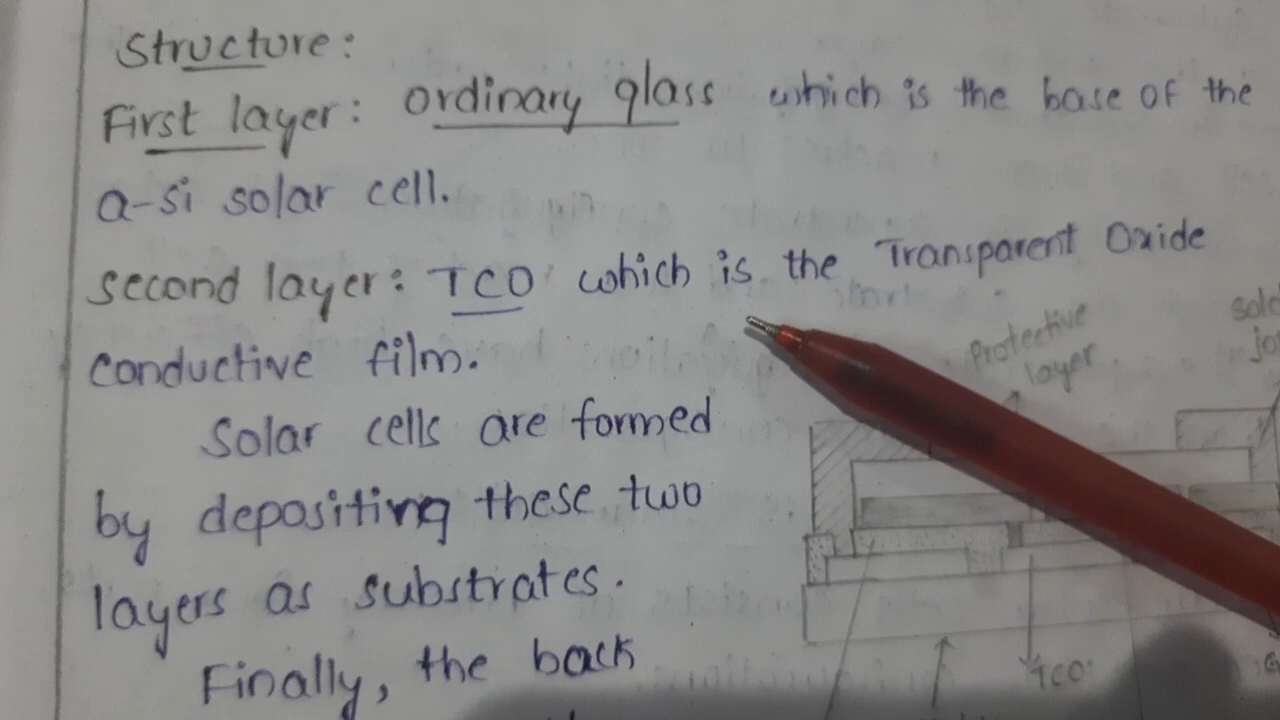 Structure:
First layer: ordinary glass which is the base of the
a-si solar cell.
second layer: TCO which is the Transparent Oxide
conductive film.
Solar cells are formed
by depositing these two
layers as substrates.
Finally, the back
Protective
layer
TCO